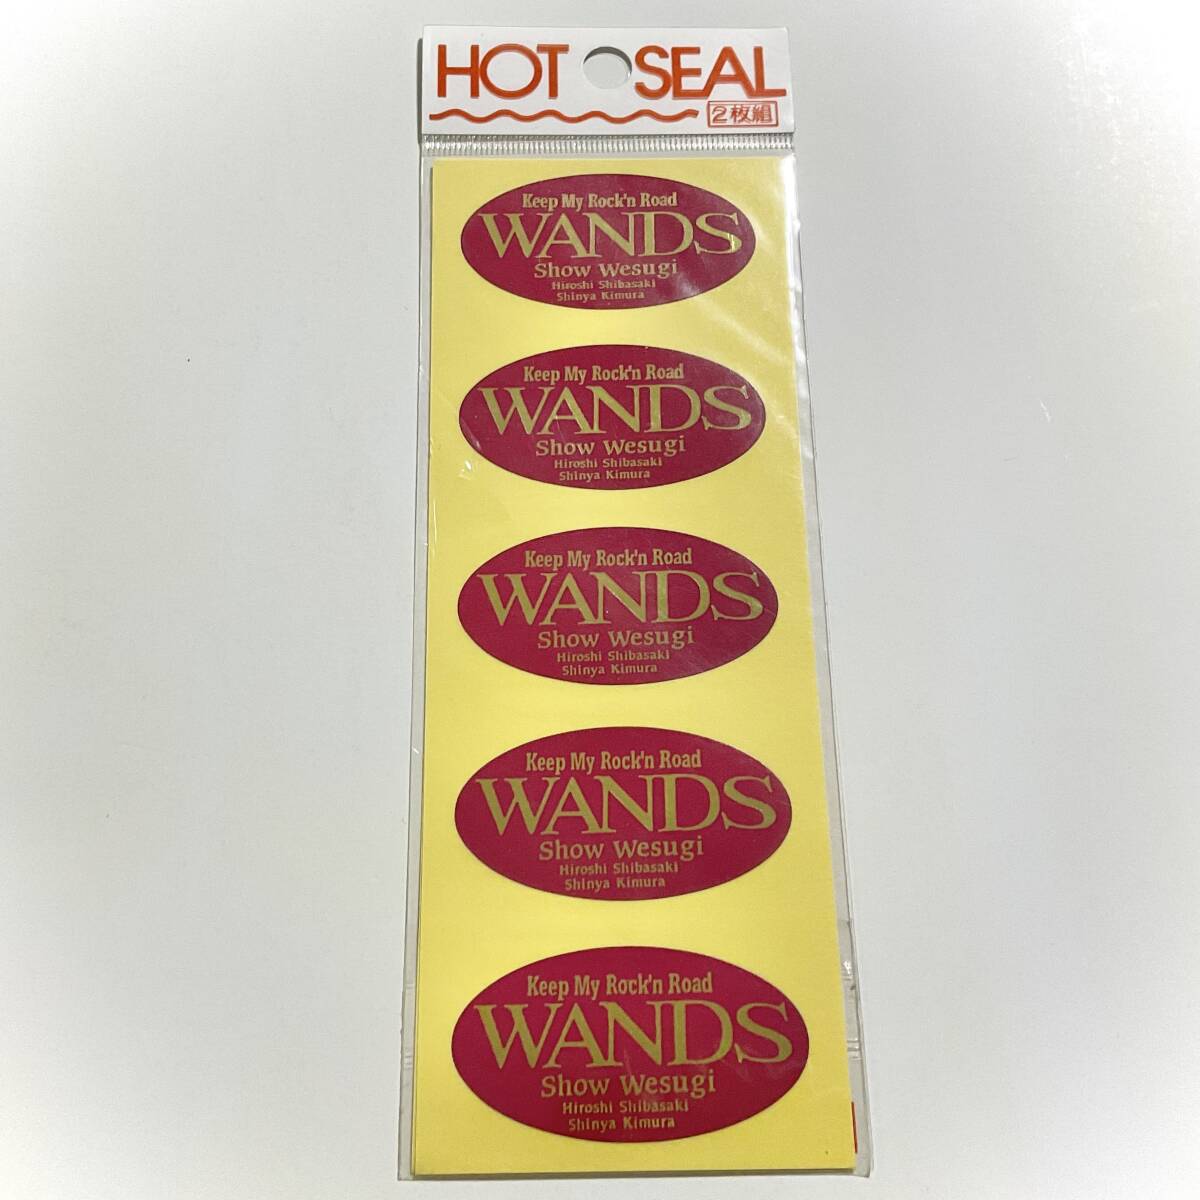 HOT SEAL
2枚組
Keep My Rock'n Road
WANDS
Show Wesugi
Hiroshi Shibasaki
Shinya Kimura
Keep My Rock'n Road
WANDS
Show Wesugi
Hiroshi Shibasaki
Shinya Kimura
Keep My Rock'n Road
WANDS
Show Wesugi
Hiroshi Shibasaki
Shinya Kimura
Keep My Rock'n Road
WANDS
Show Wesugi
Hiroshi Shibasaki
Shinya Kimura
Keep My Rock'n Road
WANDS
Show Wesugi
Hiroshi Shibasaki
Shinya Kimura